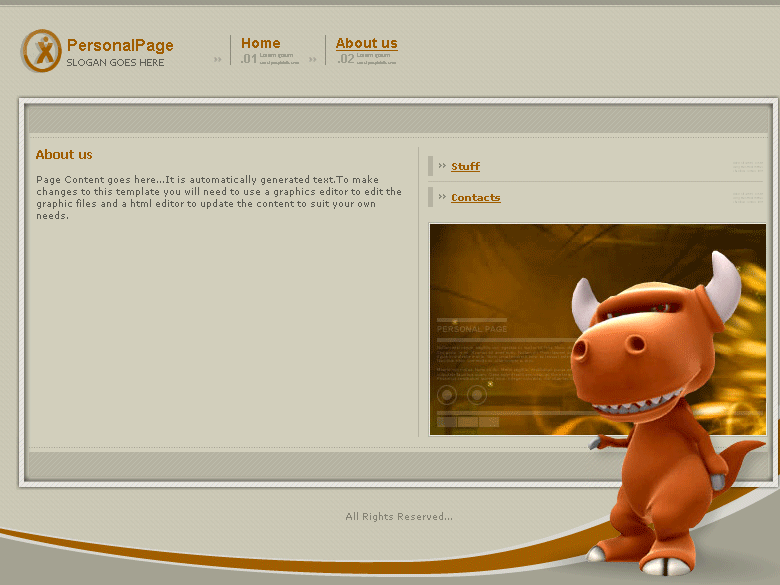 PersonalPage
SLOGAN GOES HERE
Home
.01 Lorem ipsum
About us
.02 Lorem ipsum
About us
Page Content goes here...It is automatically generated text.To make
changes to this template you will need to use a graphics editor to edit the
graphic files and a html editor to update the content to suit your own
needs.
Stuff
Contacts
PERSONAL PAGE
All Rights Reserved...